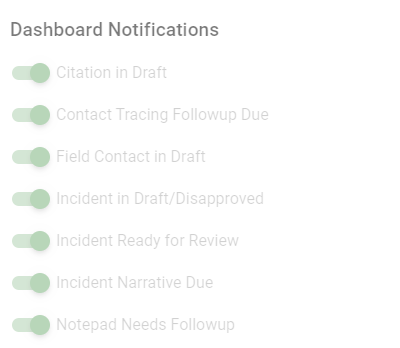 Dashboard Notifications
Citation in Draft
Contact Tracing Followup Due
Field Contact in Draft
Incident in Draft/Disapproved
Incident Ready for Review
Incident Narrative Due
Notepad Needs Followup